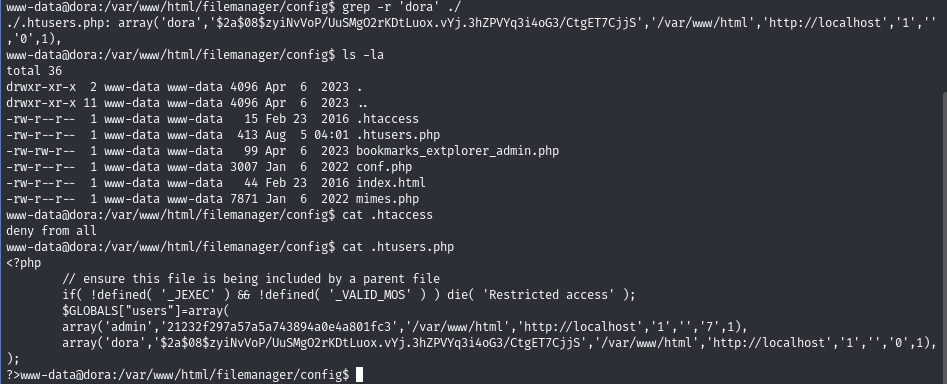 www-data@dora:/var/www/html/filemanager/config$ grep -r 'dora' ./
./.htusers.php: array('dora','$2a$08$zyiNvVoP/UuSMgO2rKDtLuox.vYj.3hZPVYq3i4oG3/CtgET7CjjS','/var/www/html','http://localhost','1',''
,'0',1),
www-data@dora:/var/www/html/filemanager/config$ ls -la
total 36
drwxr-xr-x  2 www-data www-data 4096 Apr  6  2023 .
drwxr-xr-x 11 www-data www-data 4096 Apr  6  2023 ..
-rw-r--r--  1 www-data www-data   15 Feb 23  2016 .htaccess
-rw-r--r--  1 www-data www-data  413 Aug  5 04:01 .htusers.php
-rw-rw-r--  1 www-data www-data   99 Apr  6  2023 bookmarks_extplorer_admin.php
-rw-r--r--  1 www-data www-data 3007 Jan  6  2022 conf.php
-rw-r--r--  1 www-data www-data   44 Feb 23  2016 index.html
-rw-r--r--  1 www-data www-data 7871 Jan  6  2022 mimes.php
www-data@dora:/var/www/html/filemanager/config$ cat .htaccess
deny from all
www-data@dora:/var/www/html/filemanager/config$ cat .htusers.php
<?php
        // ensure this file is being included by a parent file
        if( !defined( '_JEXEC' ) && !defined( '_VALID_MOS' ) ) die( 'Restricted access' );
        $GLOBALS["users"]=array(
        array('admin','21232f297a57a5a743894a0e4a801fc3','/var/www/html','http://localhost','1','','7',1),
        array('dora','$2a$08$zyiNvVoP/UuSMgO2rKDtLuox.vYj.3hZPVYq3i4oG3/CtgET7CjjS','/var/www/html','http://localhost','1','','0',1),
);
?>www-data@dora:/var/www/html/filemanager/config$